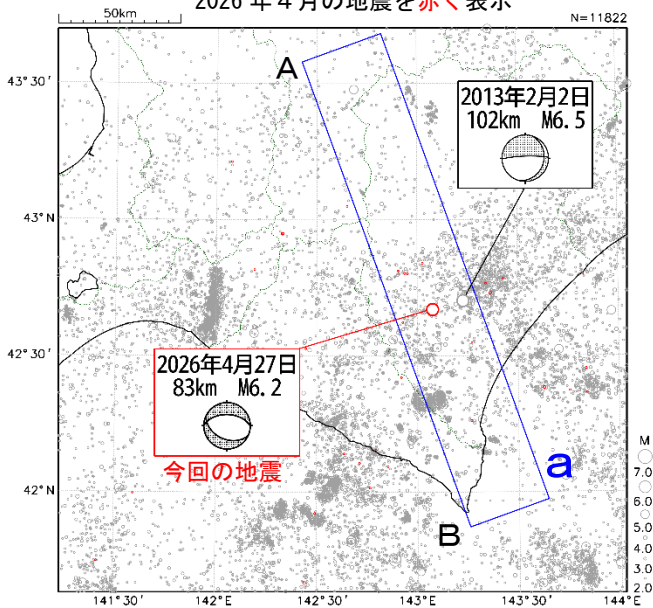 2026年4月の地震を赤く表示
50km
N=11822
43°30′
A
2013年2月2日
102km M6.5
43°N
42°30′
2026年4月27日
83km M6.2
今回の地震
a
42°N
B
M
7.0
6.0
5.0
4.0
3.0
2.0
141°30′
142°E
142°30′
143°E
143°30′
144°E